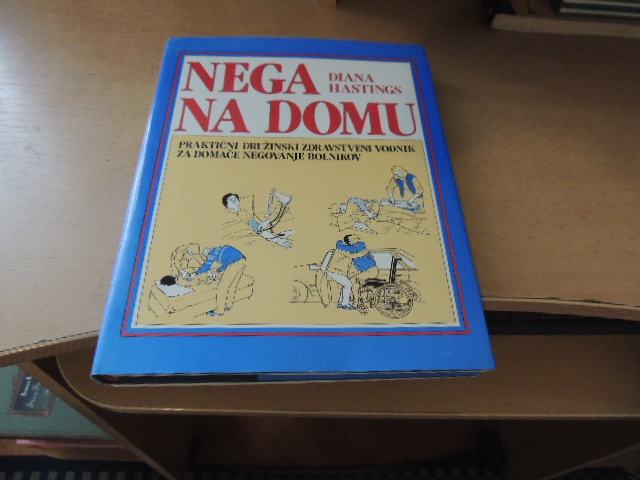 NEGA
DIANA
HASTINGS
NA DOMU
PRAKTIČNI DRUŽINSKI ZDRAVSTVENI VODNIK
ZA DOMAČE NEGOVANJE BOLNIKOV